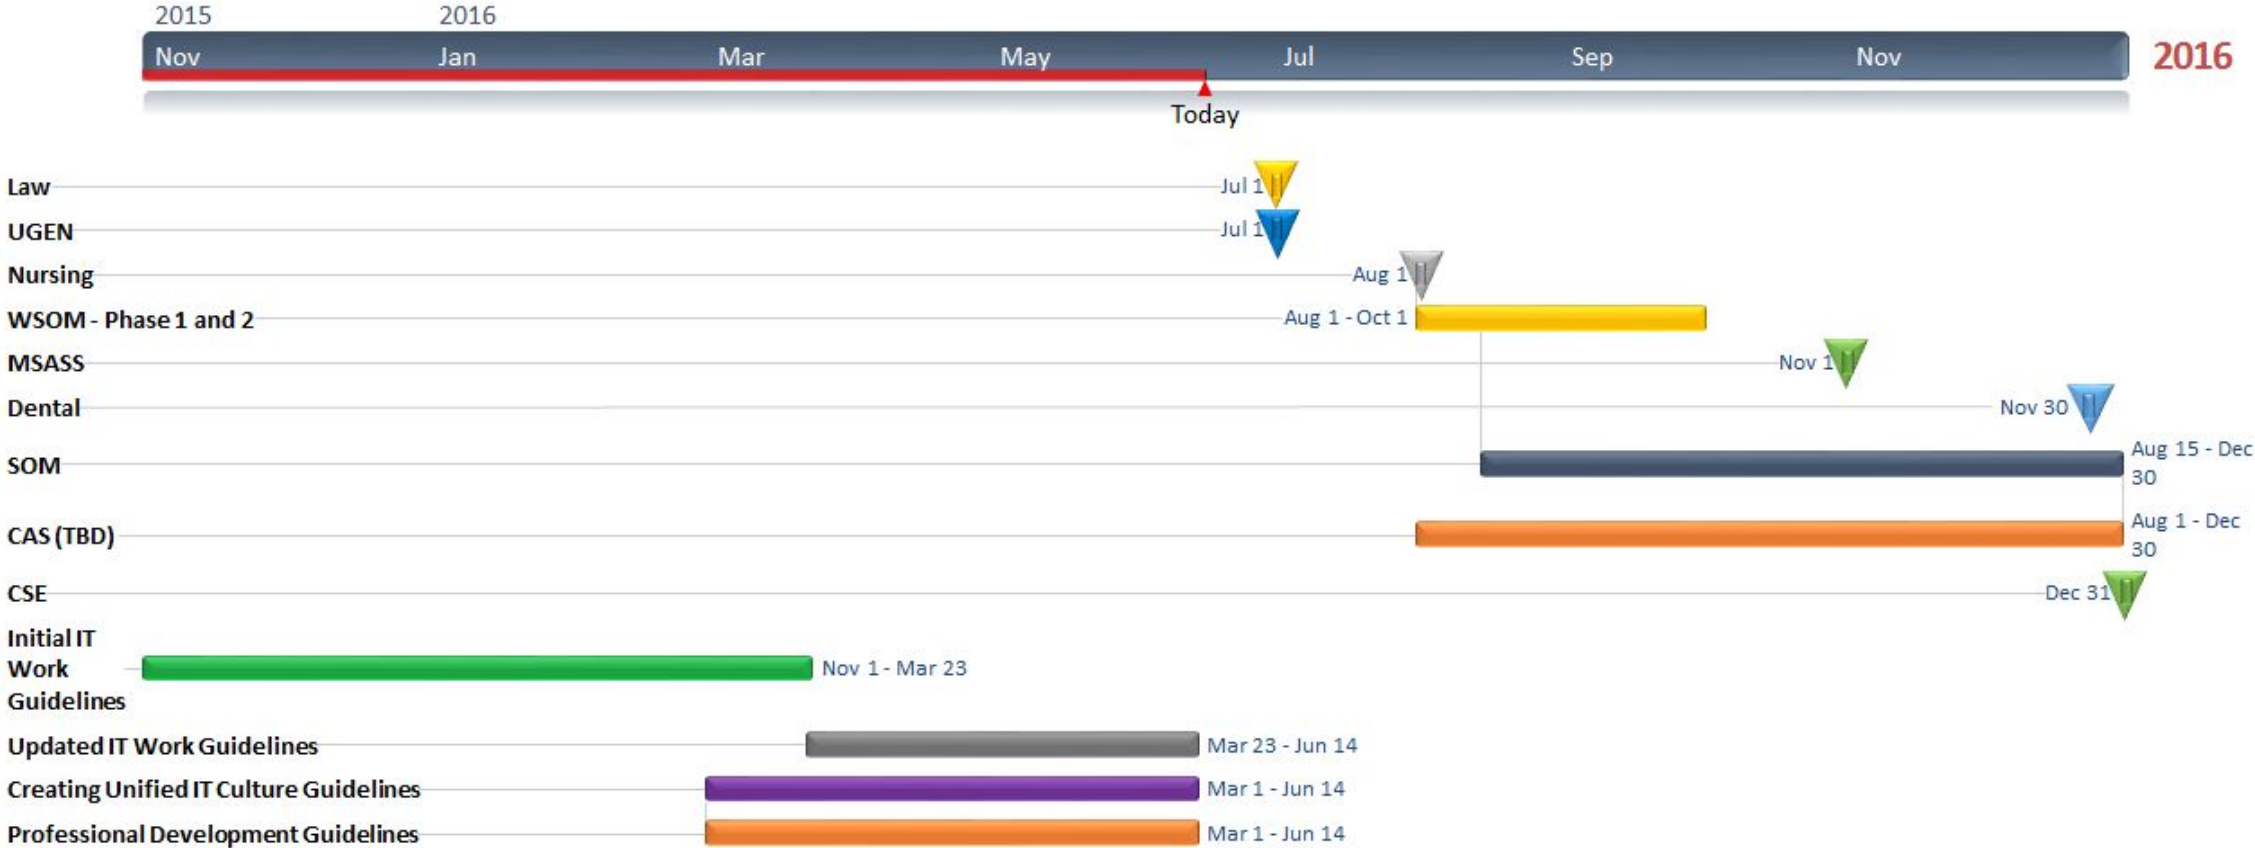 2015 2016
Nov Jan Mar May Jul Sep Nov 2016
Today
Law Jul 1
UGEN Jul 1
Nursing Aug 1
WSOM - Phase 1 and 2 Aug 1 - Oct 1
MSASS Nov 1
Dental Nov 30
SOM Aug 15 - Dec
30
CAS (TBD) Aug 1 - Dec
30
CSE Dec 31
Initial IT
Work Nov 1 - Mar 23
Guidelines
Updated IT Work Guidelines Mar 23 - Jun 14
Creating Unified IT Culture Guidelines Mar 1 - Jun 14
Professional Development Guidelines Mar 1 - Jun 14